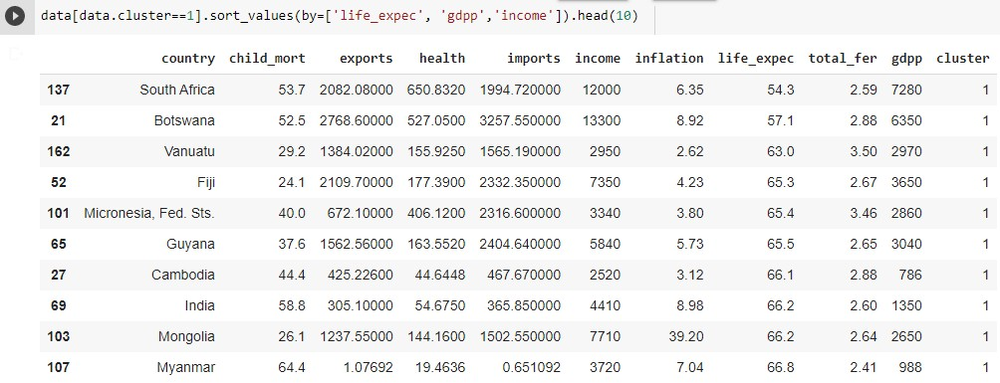 data[data.cluster==1].sort_values(by=['life_expec', 'gdpp','income']).head(10)
country child_mort exports health imports income inflation life_expec total_fer gdpp cluster
137 South Africa 53.7 2082.08000 650.8320 1994.720000 12000 6.35 54.3 2.59 7280 1
21 Botswana 52.5 2768.60000 527.0500 3257.550000 13300 8.92 57.1 2.88 6350 1
162 Vanuatu 29.2 1384.02000 155.9250 1565.190000 2950 2.62 63.0 3.50 2970 1
52 Fiji 24.1 2109.70000 177.3900 2332.350000 7350 4.23 65.3 2.67 3650 1
101 Micronesia, Fed. Sts. 40.0 672.10000 406.1200 2316.600000 3340 3.80 65.4 3.46 2860 1
65 Guyana 37.6 1562.56000 163.5520 2404.640000 5840 5.73 65.5 2.65 3040 1
27 Cambodia 44.4 425.22600 44.6448 467.670000 2520 3.12 66.1 2.88 786 1
69 India 58.8 305.10000 54.6750 365.850000 4410 8.98 66.2 2.60 1350 1
103 Mongolia 26.1 1237.55000 144.1600 1502.550000 7710 39.20 66.2 2.64 2650 1
107 Myanmar 64.4 1.07692 19.4636 0.651092 3720 7.04 66.8 2.41 988 1